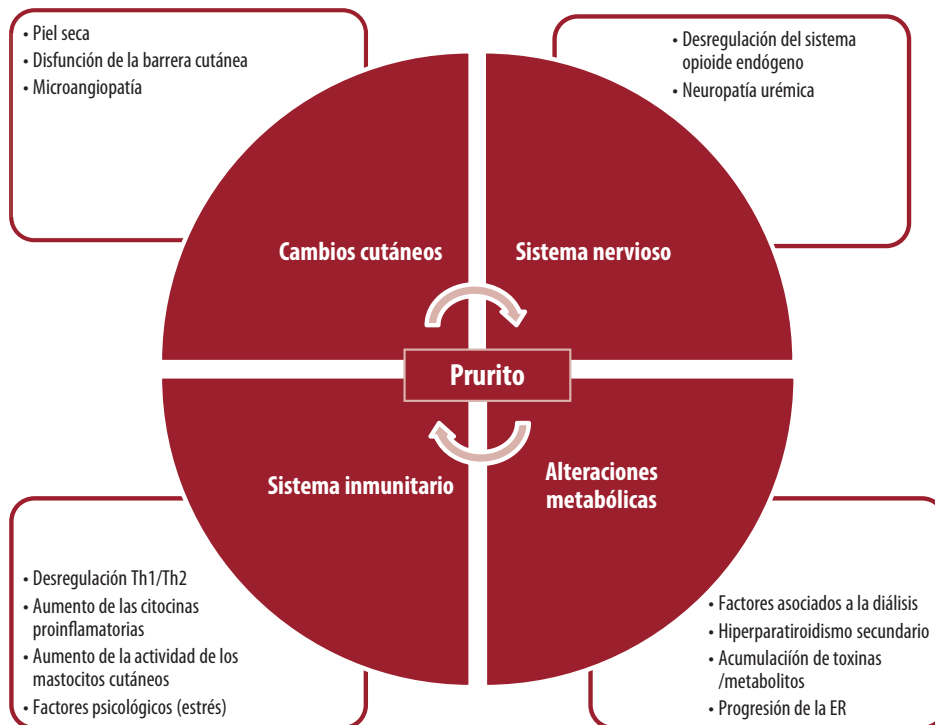 • Piel seca
• Disfunción de la barrera cutánea
• Microangiopatía
• Desregulación del sistema
opioide endógeno
• Neuropatía urémica
Cambios cutáneos
Sistema nervioso
Prurito
Sistema inmunitario
Alteraciones
metabólicas
• Desregulación Th1/Th2
• Aumento de las citocinas
proinflamatorias
• Aumento de la actividad de los
mastocitos cutáneos
• Factores psicológicos (estrés)
• Factores asociados a la diálisis
• Hiperparatiroidismo secundario
• Acumulaciíón de toxinas
/metabolitos
• Progresión de la ER